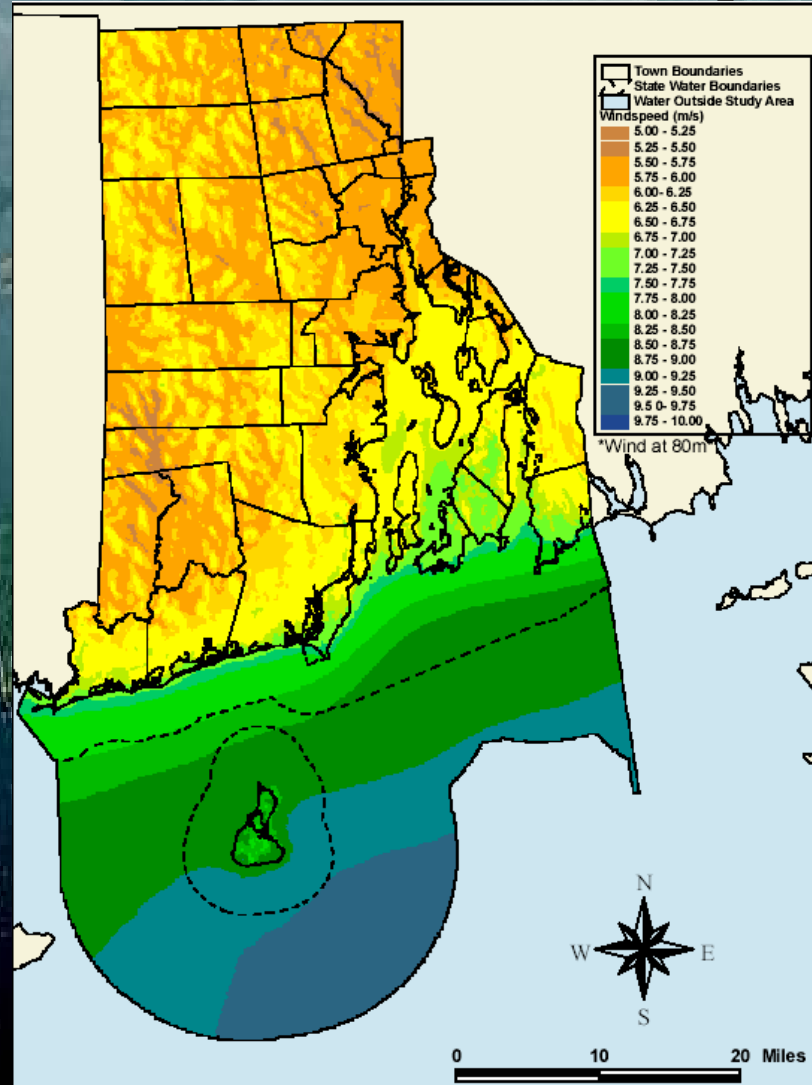 Town Boundaries
State Water Boundaries
Water Outside Study Area
Windspeed (m/s)
5.00 - 5.25
5.25 - 5.50
5.50 - 5.75
5.75 - 6.00
6.00- 6.25
6.25 - 6.50
6.50 - 6.75
6.75 - 7.00
7.00 - 7.25
7.25 - 7.50
7.50 - 7.75
7.75 - 8.00
8.00 - 8.25
8.25 - 8.50
8.50 - 8.75
8.75 - 9.00
9.00 - 9.25
9.25 - 9.50
9.5 0- 9.75
9.75 - 10.00
*Wind at 80m
N
W E
S
0 10 20 Miles